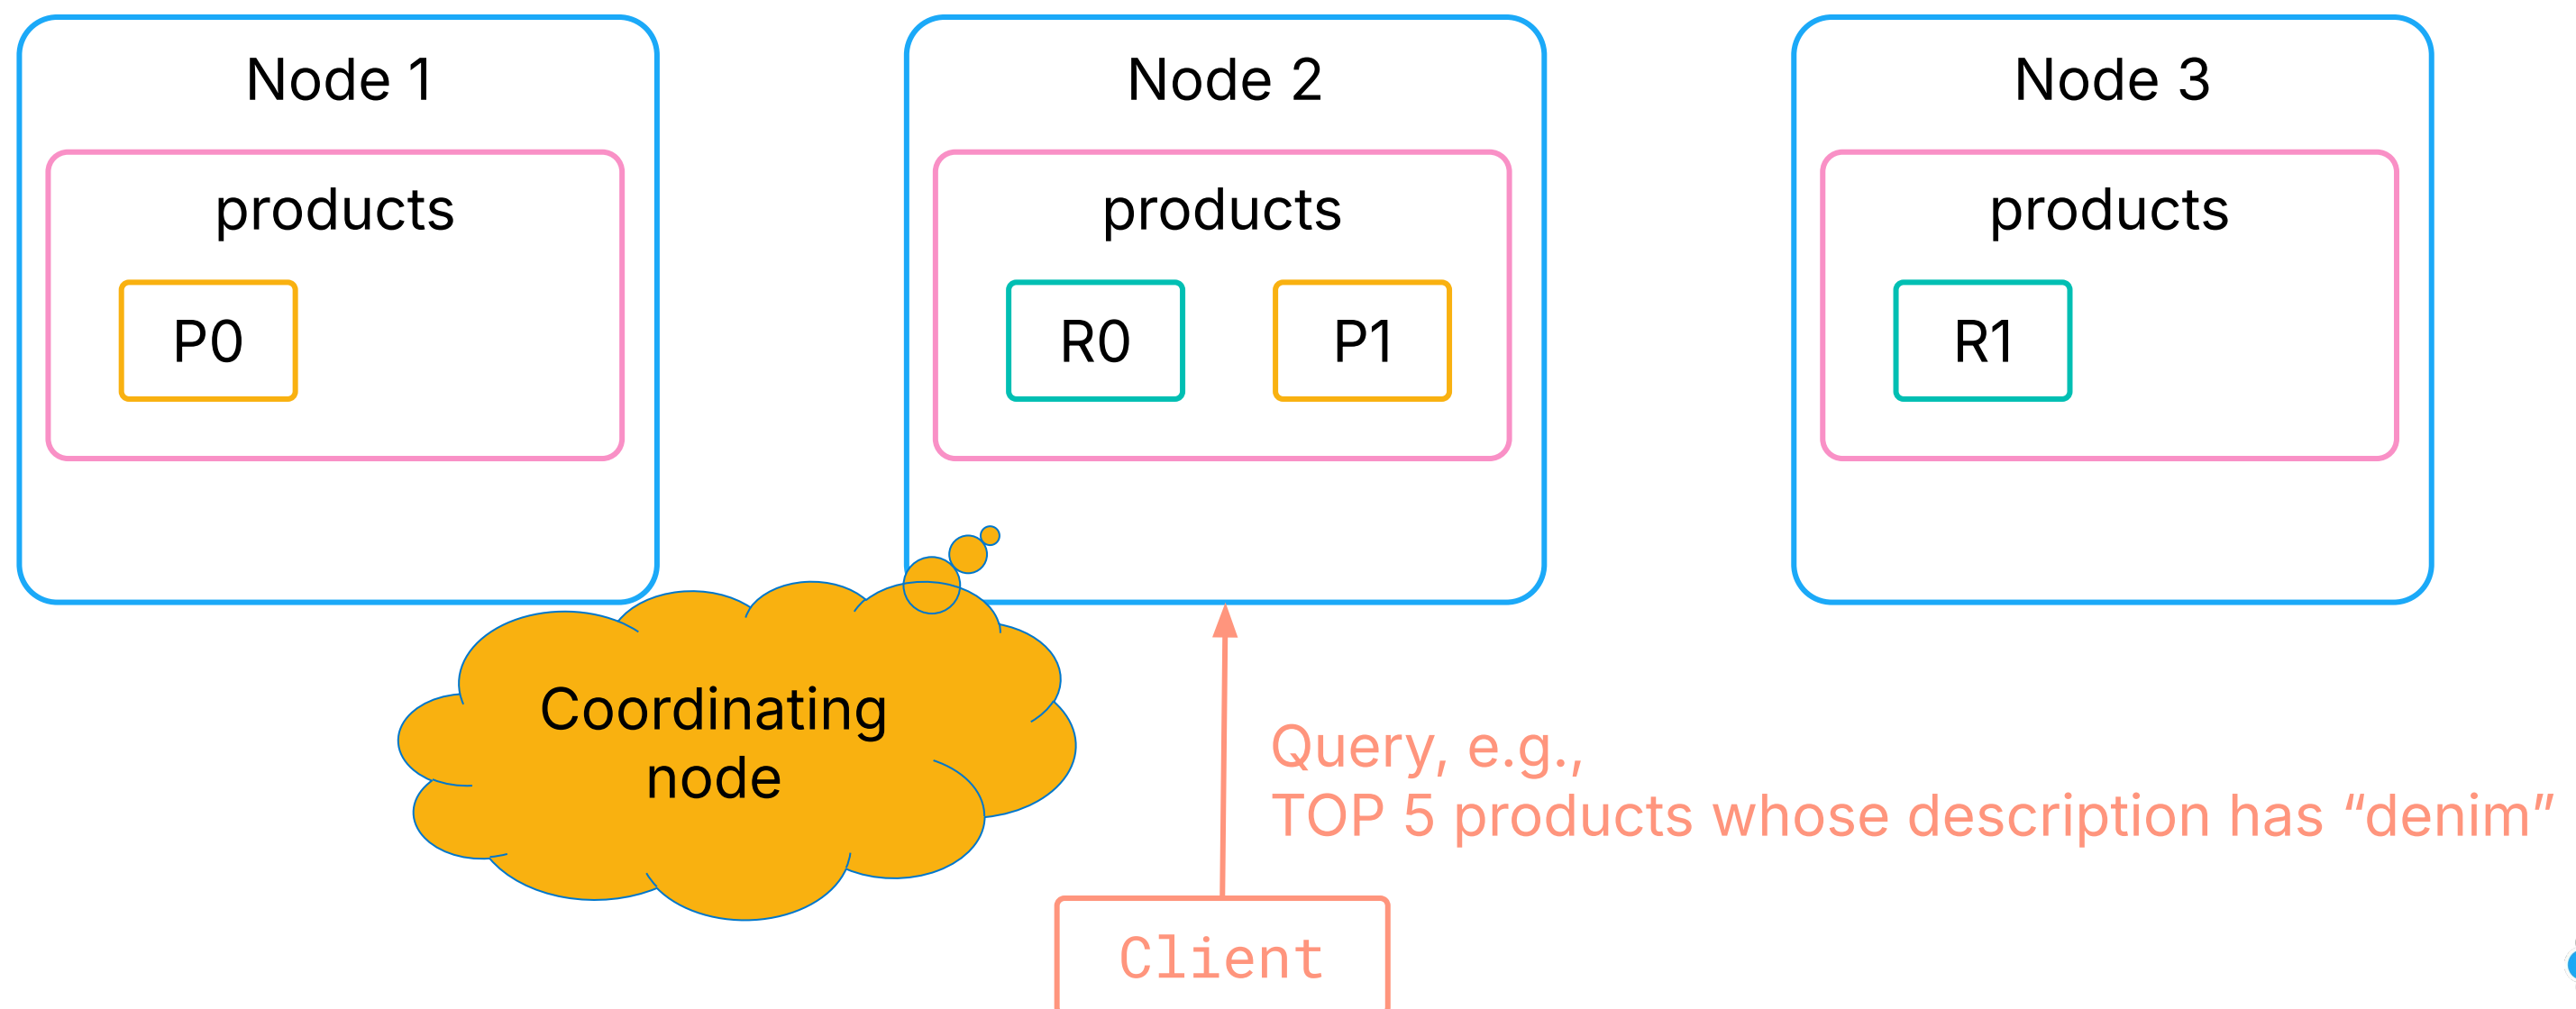 Node 1
Node 2
Node 3
products
products
products
P0
R0
P1
R1
Coordinating
node
Query, e.g.,
TOP 5 products whose description has “denim”
Client